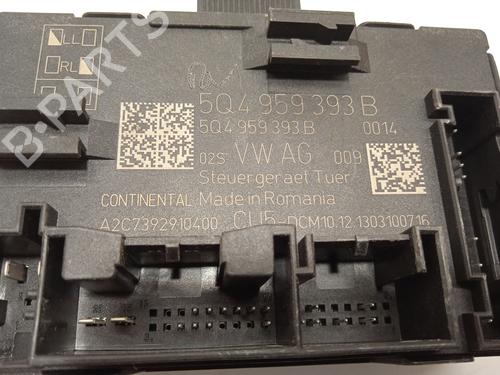 LL
RL
5Q4 959 393 B
5Q4 959 393 B 0014
02S VW AG 009
Steuergeraet Tuer
CONTINENTAL Made in Romania
A2C7392910400 CU5 DCM10.12.1303100716
B-PARTS